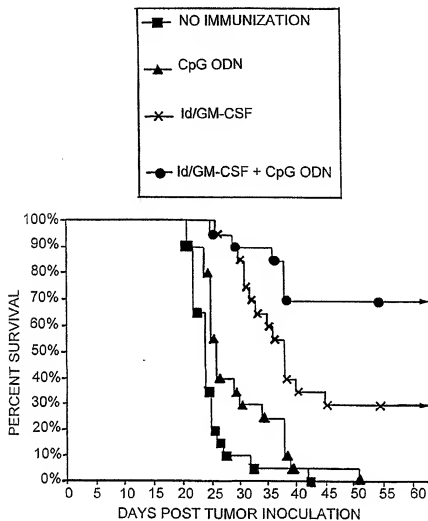 NO IMMUNIZATION
CpG ODN
Id/GM-CSF
Id/GM-CSF + CpG ODN
100%
90%
80%
70%
60%
50%
40%
30%
20%
10%
0%
PERCENT SURVIVAL
0 5 10 15 20 25 30 35 40 45 50 55 60
DAYS POST TUMOR INOCULATION